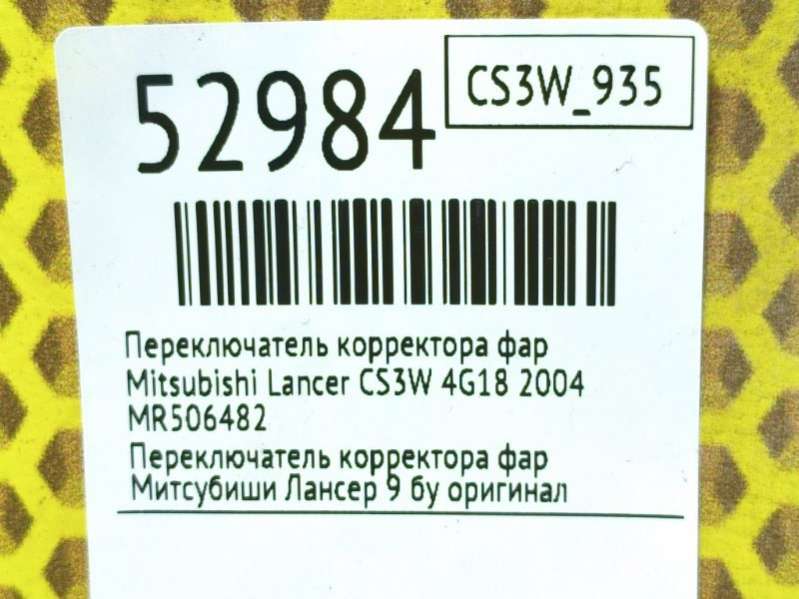 52984
CS3W_935
Переключатель корректора фар
Mitsubishi Lancer CS3W 4G18 2004
MR506482
Переключатель корректора фар
Митсубиши Лансер 9 бу оригинал